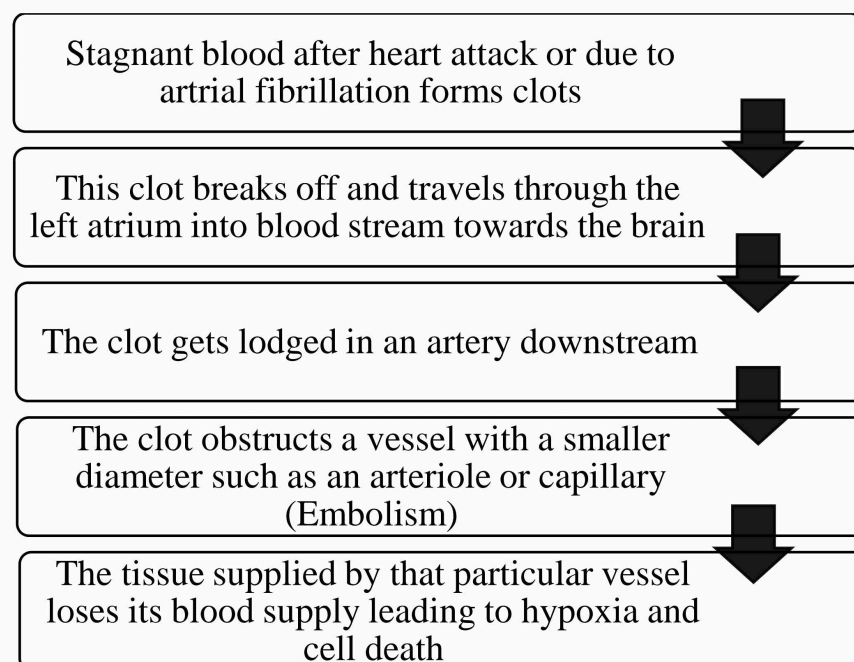 Stagnant blood after heart attack or due to
artrial fibrillation forms clots
This clot breaks off and travels through the
left atrium into blood stream towards the brain
The clot gets lodged in an artery downstream
The clot obstructs a vessel with a smaller
diameter such as an arteriole or capillary
(Embolism)
The tissue supplied by that particular vessel
loses its blood supply leading to hypoxia and
cell death